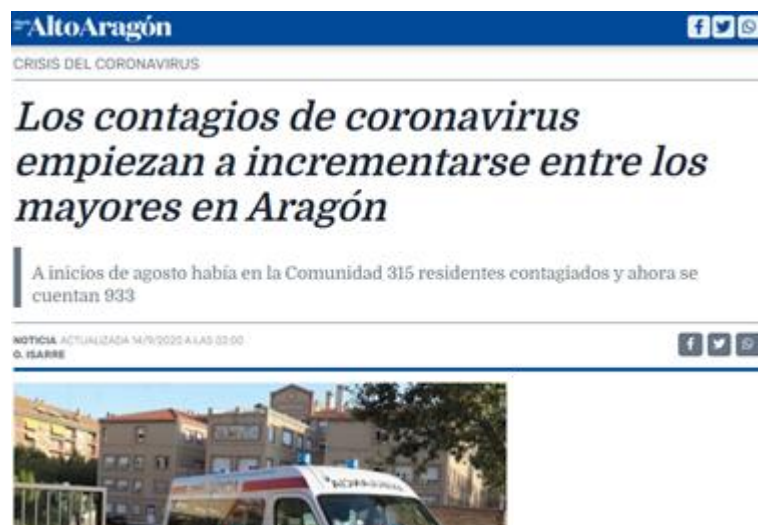 AltoAragón
CRISIS DEL CORONAVIRUS
Los contagios de coronavirus
empiezan a incrementarse entre los
mayores en Aragón
A inicios de agosto había en la Comunidad 315 residentes contagiados y ahora se
cuentan 933
NOTICIA ACTUALIZADA 14/9/2020 A LAS 02:00
O. ISARRE